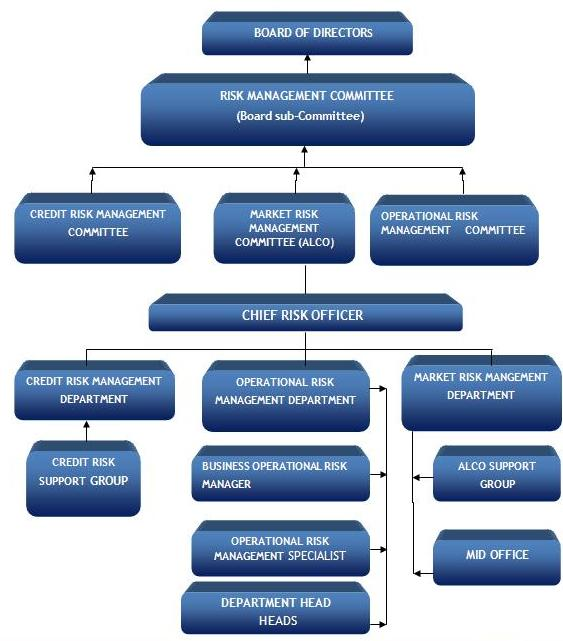 BOARD OF DIRECTORS
RISK MANAGEMENT COMMITTEE
(Board sub-Committee)
CREDIT RISK MANAGEMENT
COMMITTEE
MARKET RISK
MANAGEMENT
COMMITTEE (ALCO)
OPERATIONAL RISK
MANAGEMENT COMMITTEE
CHIEF RISK OFFICER
CREDIT RISK MANAGEMENT
DEPARTMENT
OPERATIONAL RISK
MANAGEMENT DEPARTMENT
MARKET RISK MANGEMENT
DEPARTMENT
CREDIT RISK
SUPPORT GROUP
BUSINESS OPERATIONAL RISK
MANAGER
ALCO SUPPORT
GROUP
OPERATIONAL RISK
MANAGEMENT SPECIALIST
MID OFFICE
DEPARTMENT HEAD
HEADS